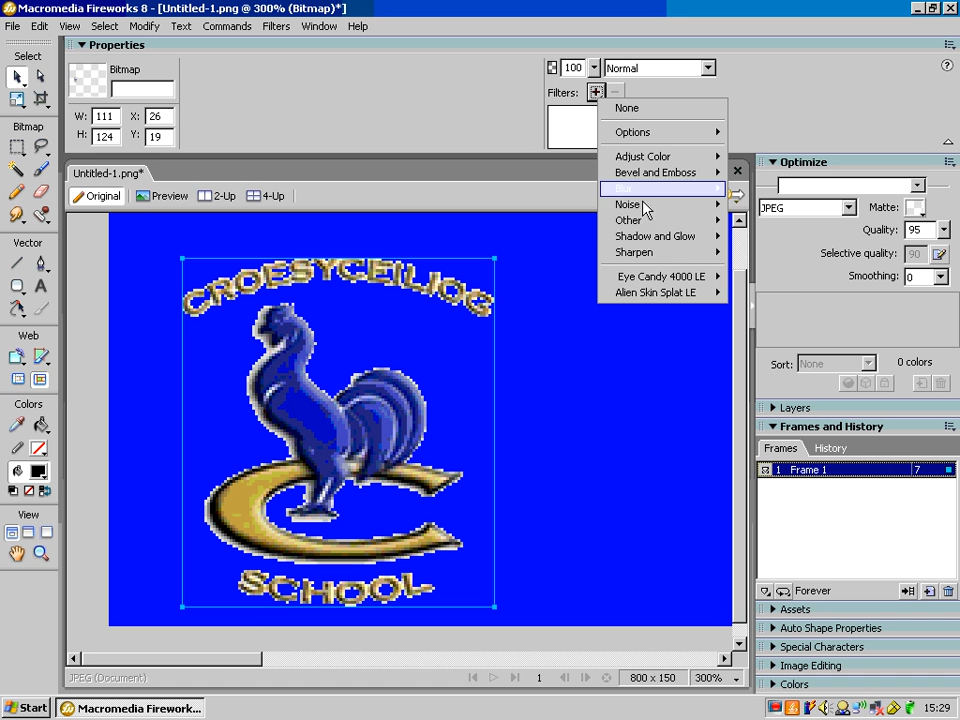 Macromedia Fireworks 8 - [Untitled-1.png @ 300% (Bitmap)*]
File Edit View Select Modify Text Commands Filters Window Help
Select
Properties
Bitmap
100
Normal
Filters:
W: 111 X: 26
H: 124 Y: 19
None
Options
Adjust Color
Bevel and Emboss
Blur
Noise
Other
Shadow and Glow
Sharpen
Eye Candy 4000 LE
Alien Skin Splat LE
Bitmap
Vector
Web
Colors
View
Untitled-1.png*
Original Preview 2-Up 4-Up
CROESYCEILIOG
SCHOOL
JPEG (Document)
1
800 x 150
300%
Optimize
JPEG
Matte:
Quality: 95
Selective quality: 90
Smoothing: 0
Sort: None 0 colors
Layers
Frames and History
Frames History
1 Frame 1 7
Forever
Assets
Auto Shape Properties
Special Characters
Image Editing
Colors
Start
Macromedia Firework...
15:29